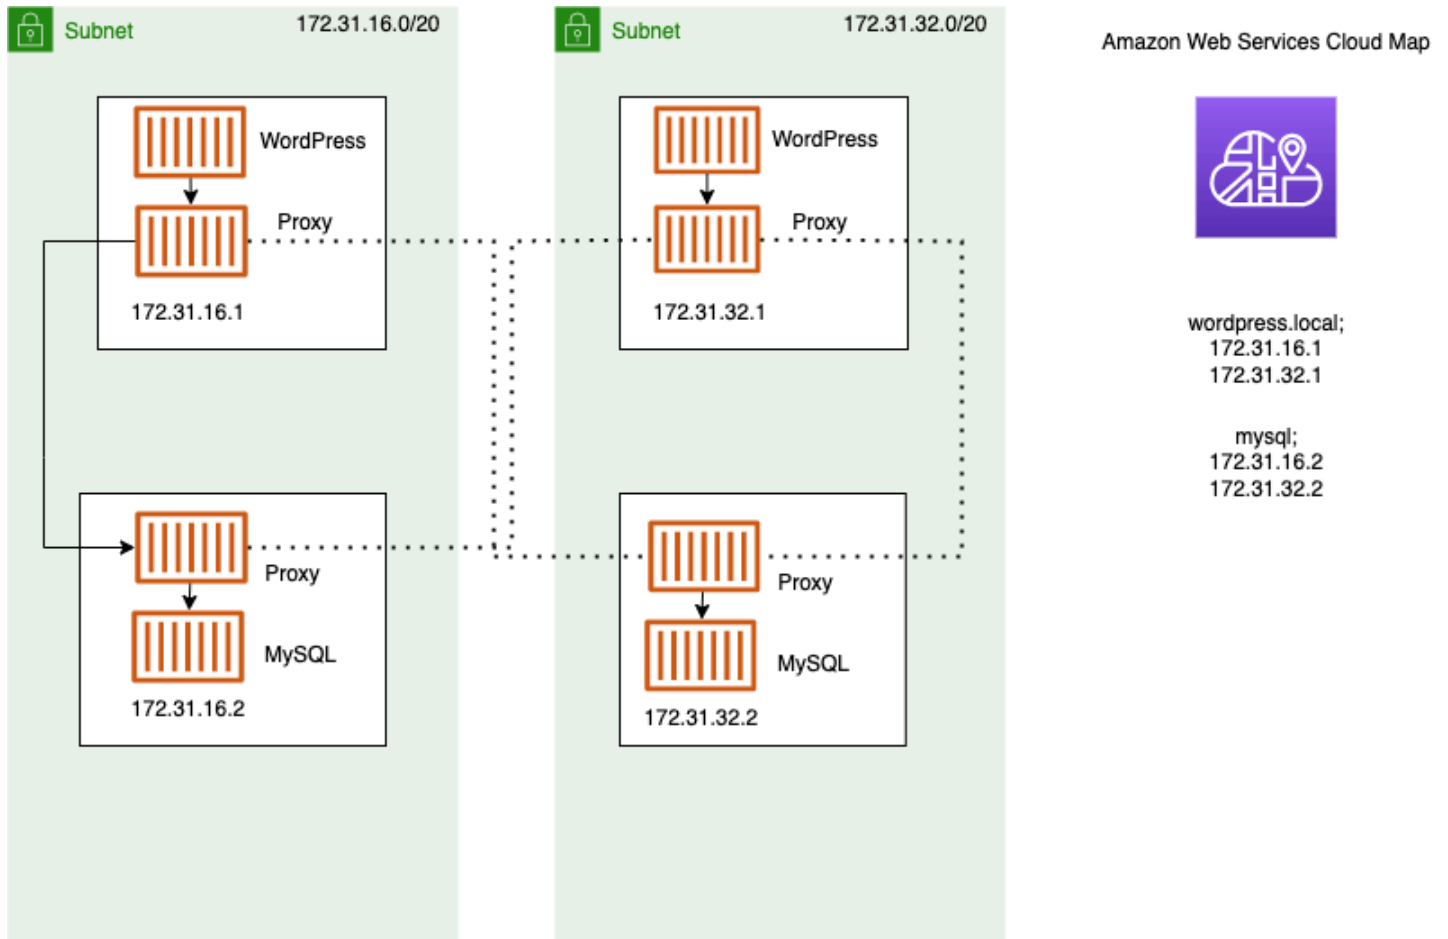 Subnet
172.31.16.0/20
Subnet
172.31.32.0/20
Amazon Web Services Cloud Map
WordPress
Proxy
172.31.16.1
WordPress
Proxy
172.31.32.1
wordpress.local;
172.31.16.1
172.31.32.1
mysql;
172.31.16.2
172.31.32.2
Proxy
MySQL
172.31.16.2
Proxy
MySQL
172.31.32.2